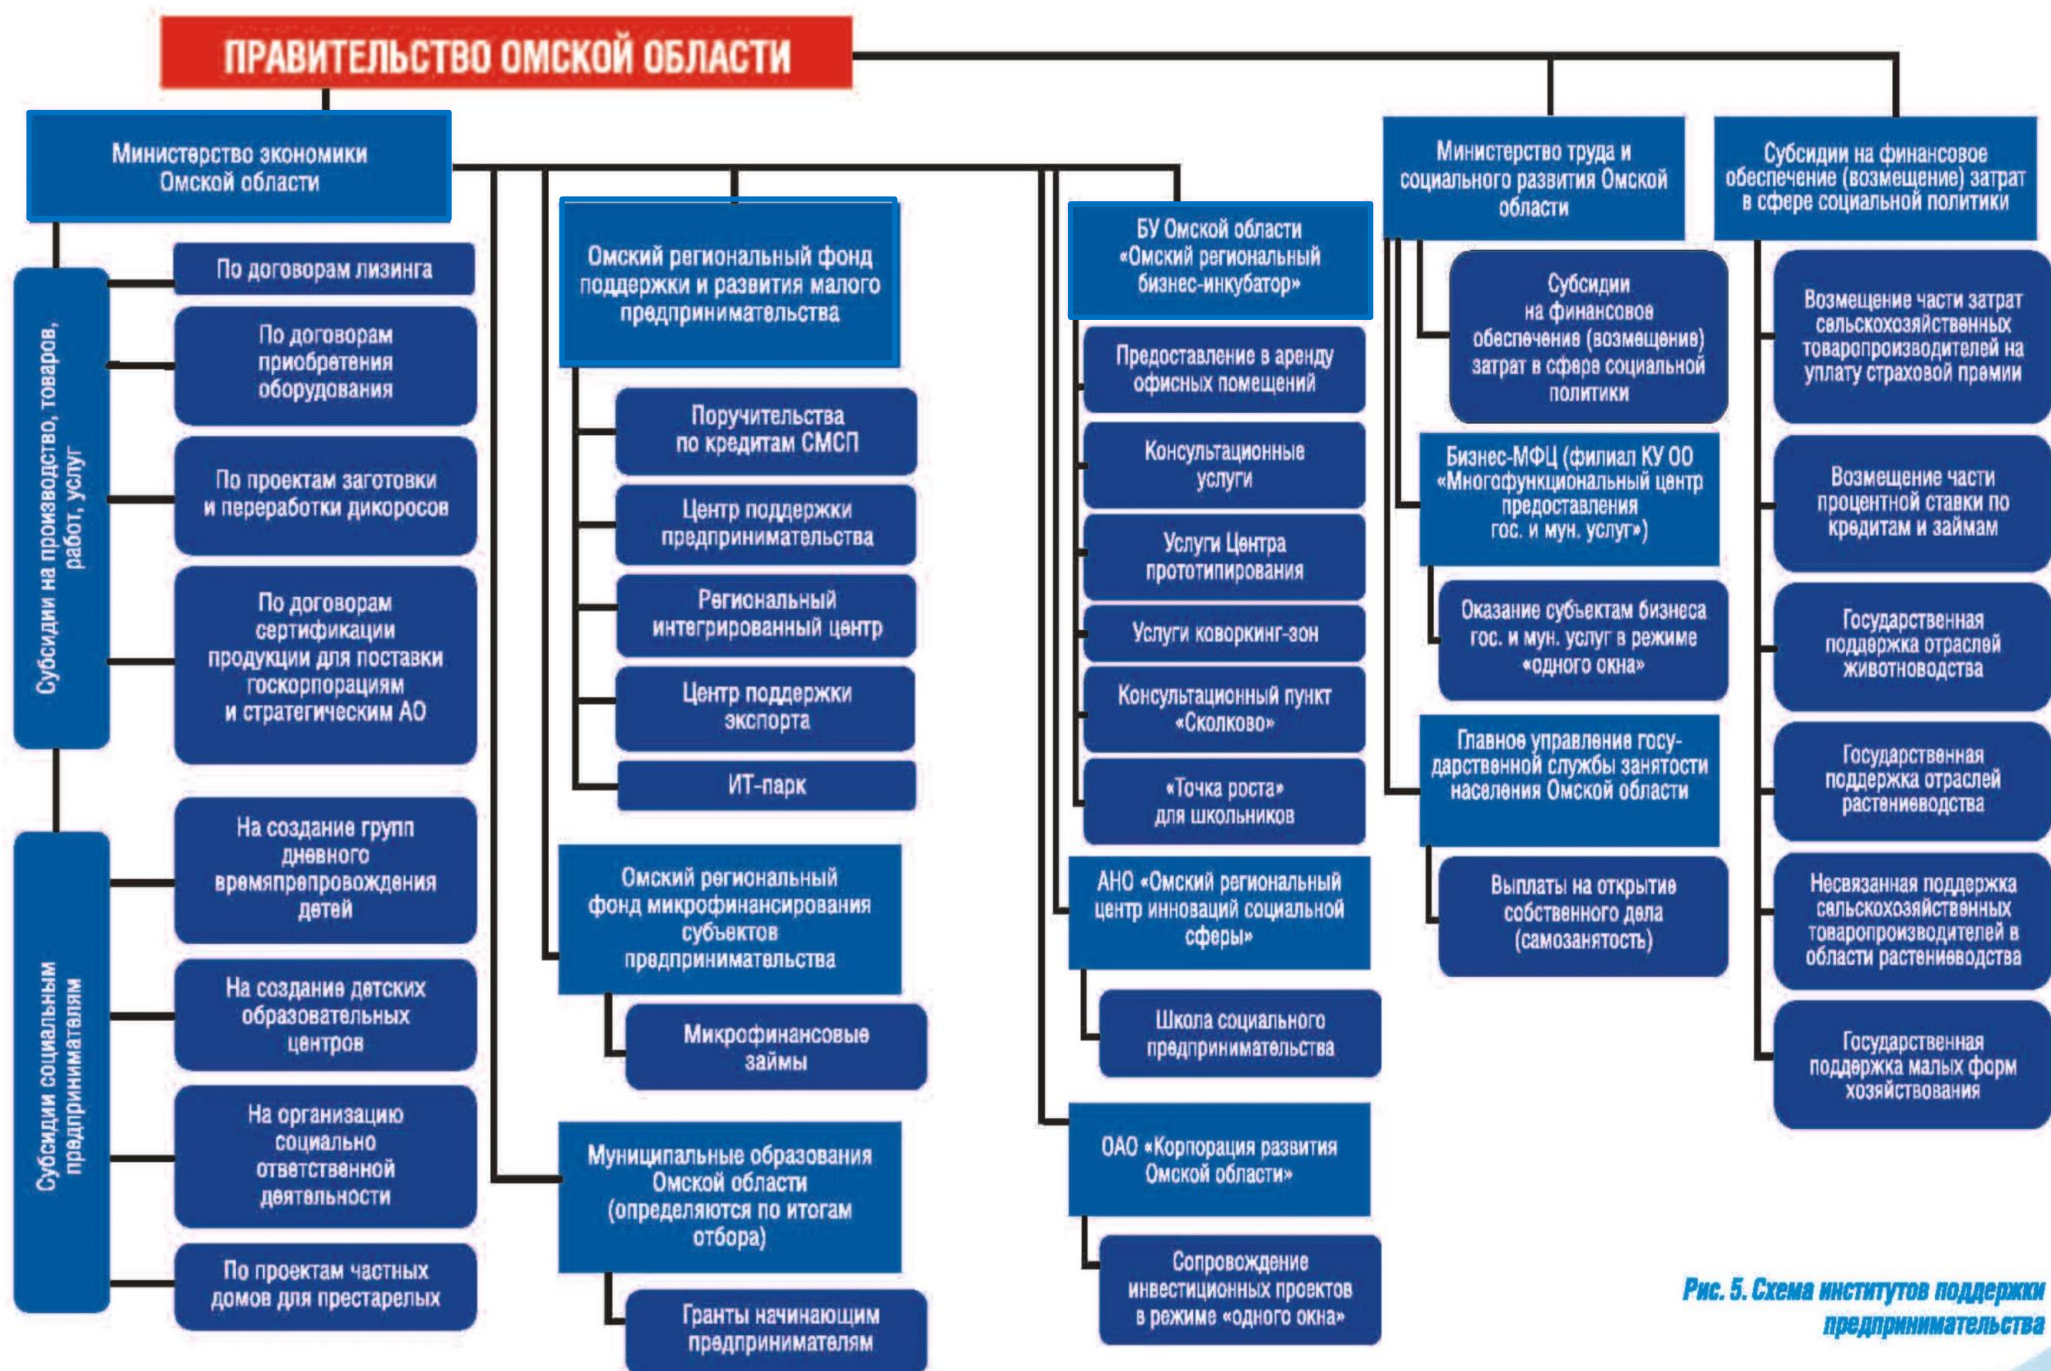 ПРАВИТЕЛЬСТВО ОМСКОЙ ОБЛАСТИ
Министерство экономики
Омской области
Субсидии на производство, товаров,
работ, услуг
По договорам лизинга
По договорам
приобретения
оборудования
По проектам заготовки
и переработки дикоросов
По договорам
сертификации
продукции для поставки
госкорпорациям
и стратегическим АО
Субсидии социальным
предпринимателям
На создание групп
дневного
времяпрепровождения
детей
На создание детских
образовательных
центров
На организацию
социально
ответственной
деятельности
По проектам частных
домов для престарелых
Омский региональный фонд
поддержки и развития малого
предпринимательства
Поручительства
по кредитам СМСП
Центр поддержки
предпринимательства
Региональный
интегрированный центр
Центр поддержки
экспорта
ИТ-парк
Омский региональный
фонд микрофинансирования
субъектов
предпринимательства
Микрофинансовые
займы
Муниципальные образования
Омской области
(определяются по итогам
отбора)
Гранты начинающим
предпринимателям
БУ Омской области
«Омский региональный
бизнес-инкубатор»
Предоставление в аренду
офисных помещений
Консультационные
услуги
Услуги Центра
прототипирования
Услуги коворкинг-зон
Консультационный пункт
«Сколково»
«Точка роста»
для школьников
АНО «Омский региональный
центр инноваций социальной
сферы»
Школа социального
предпринимательства
ОАО «Корпорация развития
Омской области»
Сопровождение
инвестиционных проектов
в режиме «одного окна»
Министерство труда и
социального развития Омской
области
Субсидии
на финансовое
обеспечение (возмещение)
затрат в сфере социальной
политики
Бизнес-МФЦ (филиал КУ ОО
«Многофункциональный центр
предоставления
гос. и мун. услуг»)
Оказание субъектам бизнеса
гос. и мун. услуг в режиме
«одного окна»
Главное управление госу-
дарственной службы занятости
населения Омской области
Выплаты на открытие
собственного дела
(самозанятость)
Субсидии на финансовое
обеспечение (возмещение) затрат
в сфере социальной политики
Возмещение части затрат
сельскохозяйственных
товаропроизводителей на
уплату страховой премии
Возмещение части
процентной ставки по
кредитам и займам
Государственная
поддержка отраслей
животноводства
Государственная
поддержка отраслей
растениеводства
Несвязанная поддержка
сельскохозяйственных
товаропроизводителей в
области растениеводства
Государственная
поддержка малых форм
хозяйствования
Рис. 5. Схема институтов поддержки
предпринимательства